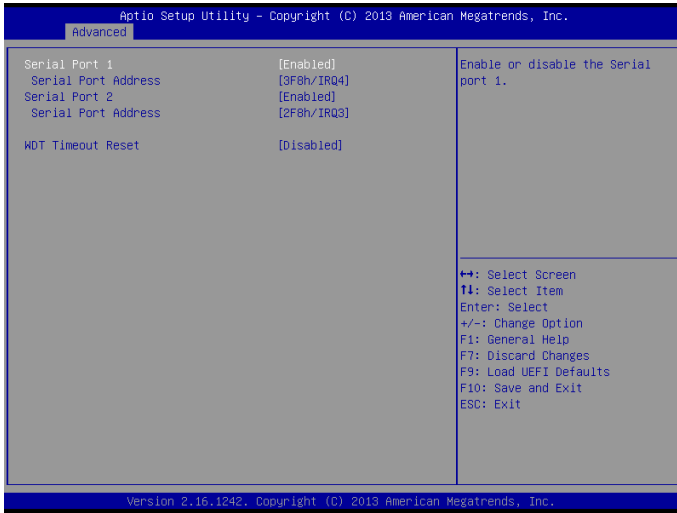 Aptio Setup Utility – Copyright (C) 2013 American Megatrends, Inc.
Advanced
Serial Port 1 [Enabled]
Serial Port Address [3F8h/IRQ4]
Serial Port 2 [Enabled]
Serial Port Address [2F8h/IRQ3]
WDT Timeout Reset [Disabled]
Enable or disable the Serial
port 1.
↔: Select Screen
↑↓: Select Item
Enter: Select
+/-: Change Option
F1: General Help
F7: Discard Changes
F9: Load UEFI Defaults
F10: Save and Exit
ESC: Exit
Version 2.16.1242. Copyright (C) 2013 American Megatrends, Inc.